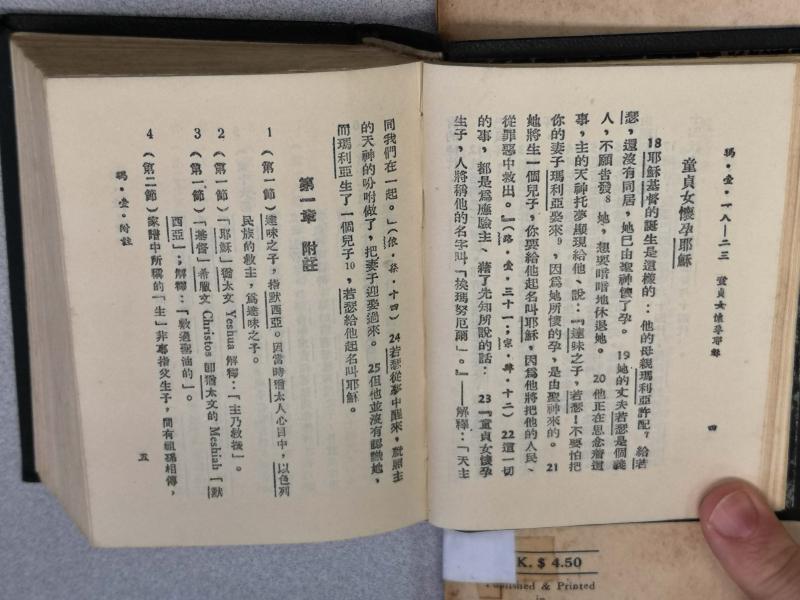 瑪・壹・一八—二三 童貞女懷孕耶穌
四
童貞女懷孕耶穌
18耶穌基督的誕生是這樣的：他的母親瑪利亞許配7給若
瑟，還沒有同居，她已由聖神懷了孕。 19她的丈夫若瑟是個義
人，不願告發8她，想要暗暗地休退她。 20他正在思念着這
事，主的天神托夢顯現給他、說：『達味之子，若瑟！不要怕把
你的妻子瑪利亞娶來9，因爲她所懷的孕，是由聖神來的。 21
她將生一個兒子，你要給他起名叫耶穌，因爲他將把他的人民、
從罪惡中救出。』（路・壹・三十一；宗・肆・十二） 22這一切
的事，都是爲應驗主、藉了先知所說的話： 23『童貞女懷孕
生子，人將稱他的名字叫「挨瑪努厄爾」。』——解釋：「天主
同我們在一起。」（依・柒・十四） 24若瑟從夢中醒來，就照主
的天神的吩咐做了，把妻子迎娶過來。 25但他並沒有認識她，
而瑪利亞生了一個兒子10，若瑟給他起名叫耶穌。
第一章 附註
1 （第一節）達味之子，指默西亞。因當時猶太人心目中，以色列
民族的救主，爲達味之子。
2 （第一節）「耶穌」猶太文 Yeshua 解釋：「主乃救援」。
3 （第一節）「基督」希臘文 Christos 卽猶太文的 Meshiah「默
西亞」；解釋：「敷過聖油的」。
4 （第二節）家譜中所稱的「生」非專指父生子，間有祖孫相傳，
瑪・壹・附註
五
K. $ 4.50
Published & Printed
in